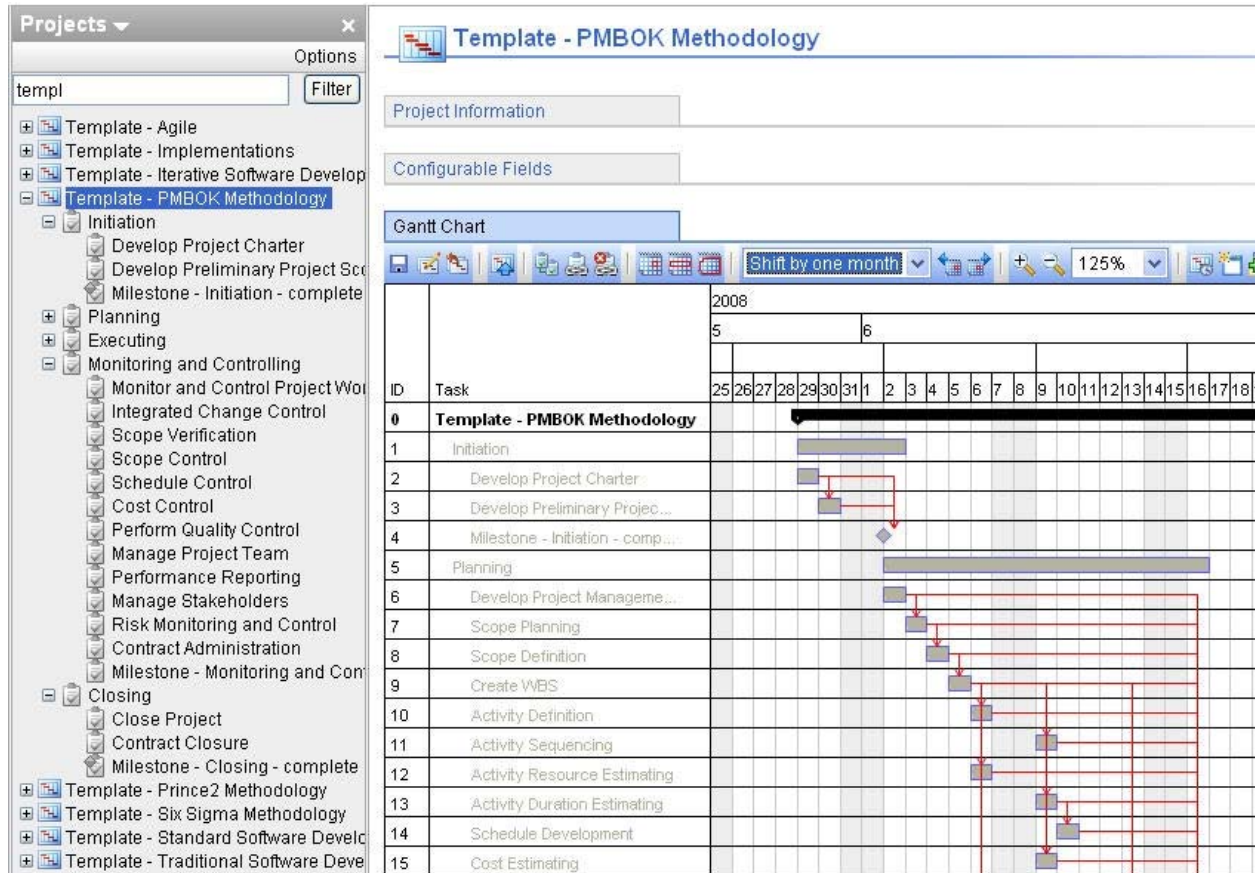 Projects
Options
templ
Filter
Template - Agile
Template - Implementations
Template - Iterative Software Develop
Template - PMBOK Methodology
Initiation
Develop Project Charter
Develop Preliminary Project Sco
Milestone - Initiation - complete
Planning
Executing
Monitoring and Controlling
Monitor and Control Project Wor
Integrated Change Control
Scope Verification
Scope Control
Schedule Control
Cost Control
Perform Quality Control
Manage Project Team
Performance Reporting
Manage Stakeholders
Risk Monitoring and Control
Contract Administration
Milestone - Monitoring and Con
Closing
Close Project
Contract Closure
Milestone - Closing - complete
Template - Prince2 Methodology
Template - Six Sigma Methodology
Template - Standard Software Develo
Template - Traditional Software Deve
Template - PMBOK Methodology
Project Information
Configurable Fields
Gantt Chart
Shift by one month 125%
2008
5 6
ID Task 25 26 27 28 29 30 31 1 2 3 4 5 6 7 8 9 10 11 12 13 14 15 16 17 18
0 Template - PMBOK Methodology
1 Initiation
2 Develop Project Charter
3 Develop Preliminary Projec...
4 Milestone - Initiation - comp...
5 Planning
6 Develop Project Manageme...
7 Scope Planning
8 Scope Definition
9 Create WBS
10 Activity Definition
11 Activity Sequencing
12 Activity Resource Estimating
13 Activity Duration Estimating
14 Schedule Development
15 Cost Estimating